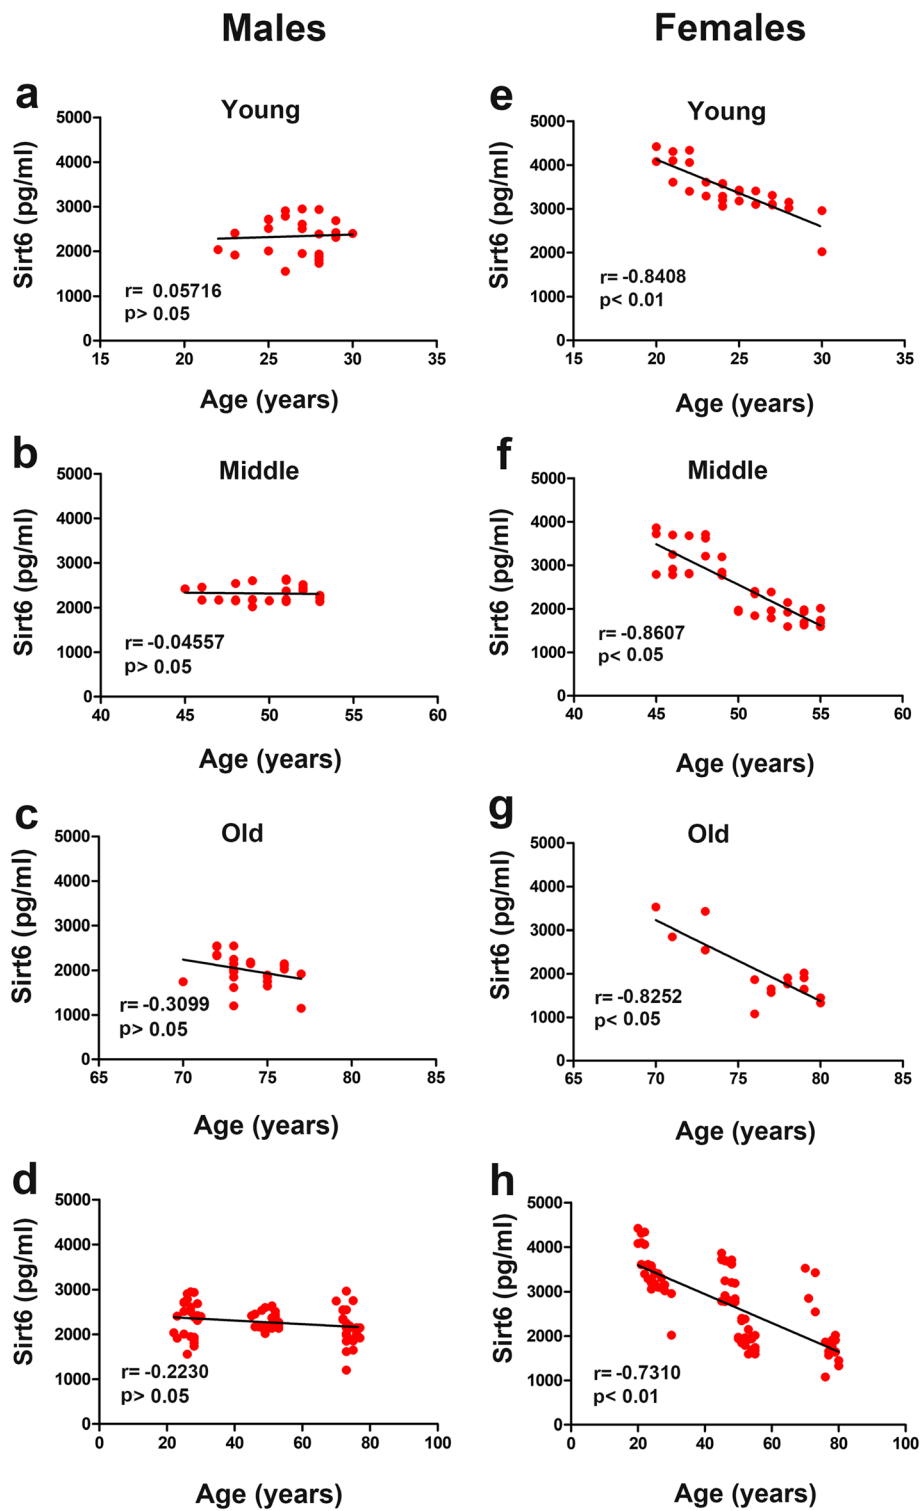 Males
Females
a
Young
Sirt6 (pg/ml)
5000
4000
3000
2000
1000
0
r= 0.05716
p> 0.05
15 20 25 30 35
Age (years)
e
Young
Sirt6 (pg/ml)
5000
4000
3000
2000
1000
0
r= -0.8408
p< 0.01
15 20 25 30 35
Age (years)
b
Middle
Sirt6 (pg/ml)
5000
4000
3000
2000
1000
0
r= -0.04557
p> 0.05
40 45 50 55 60
Age (years)
f
Middle
Sirt6 (pg/ml)
5000
4000
3000
2000
1000
0
r= -0.8607
p< 0.05
40 45 50 55 60
Age (years)
c
Old
Sirt6 (pg/ml)
5000
4000
3000
2000
1000
0
r= -0.3099
p> 0.05
65 70 75 80 85
Age (years)
g
Old
Sirt6 (pg/ml)
5000
4000
3000
2000
1000
0
r= -0.8252
p< 0.05
65 70 75 80 85
Age (years)
d
Sirt6 (pg/ml)
5000
4000
3000
2000
1000
0
r= -0.2230
p> 0.05
0 20 40 60 80 100
Age (years)
h
Sirt6 (pg/ml)
5000
4000
3000
2000
1000
0
r= -0.7310
p< 0.01
0 20 40 60 80 100
Age (years)